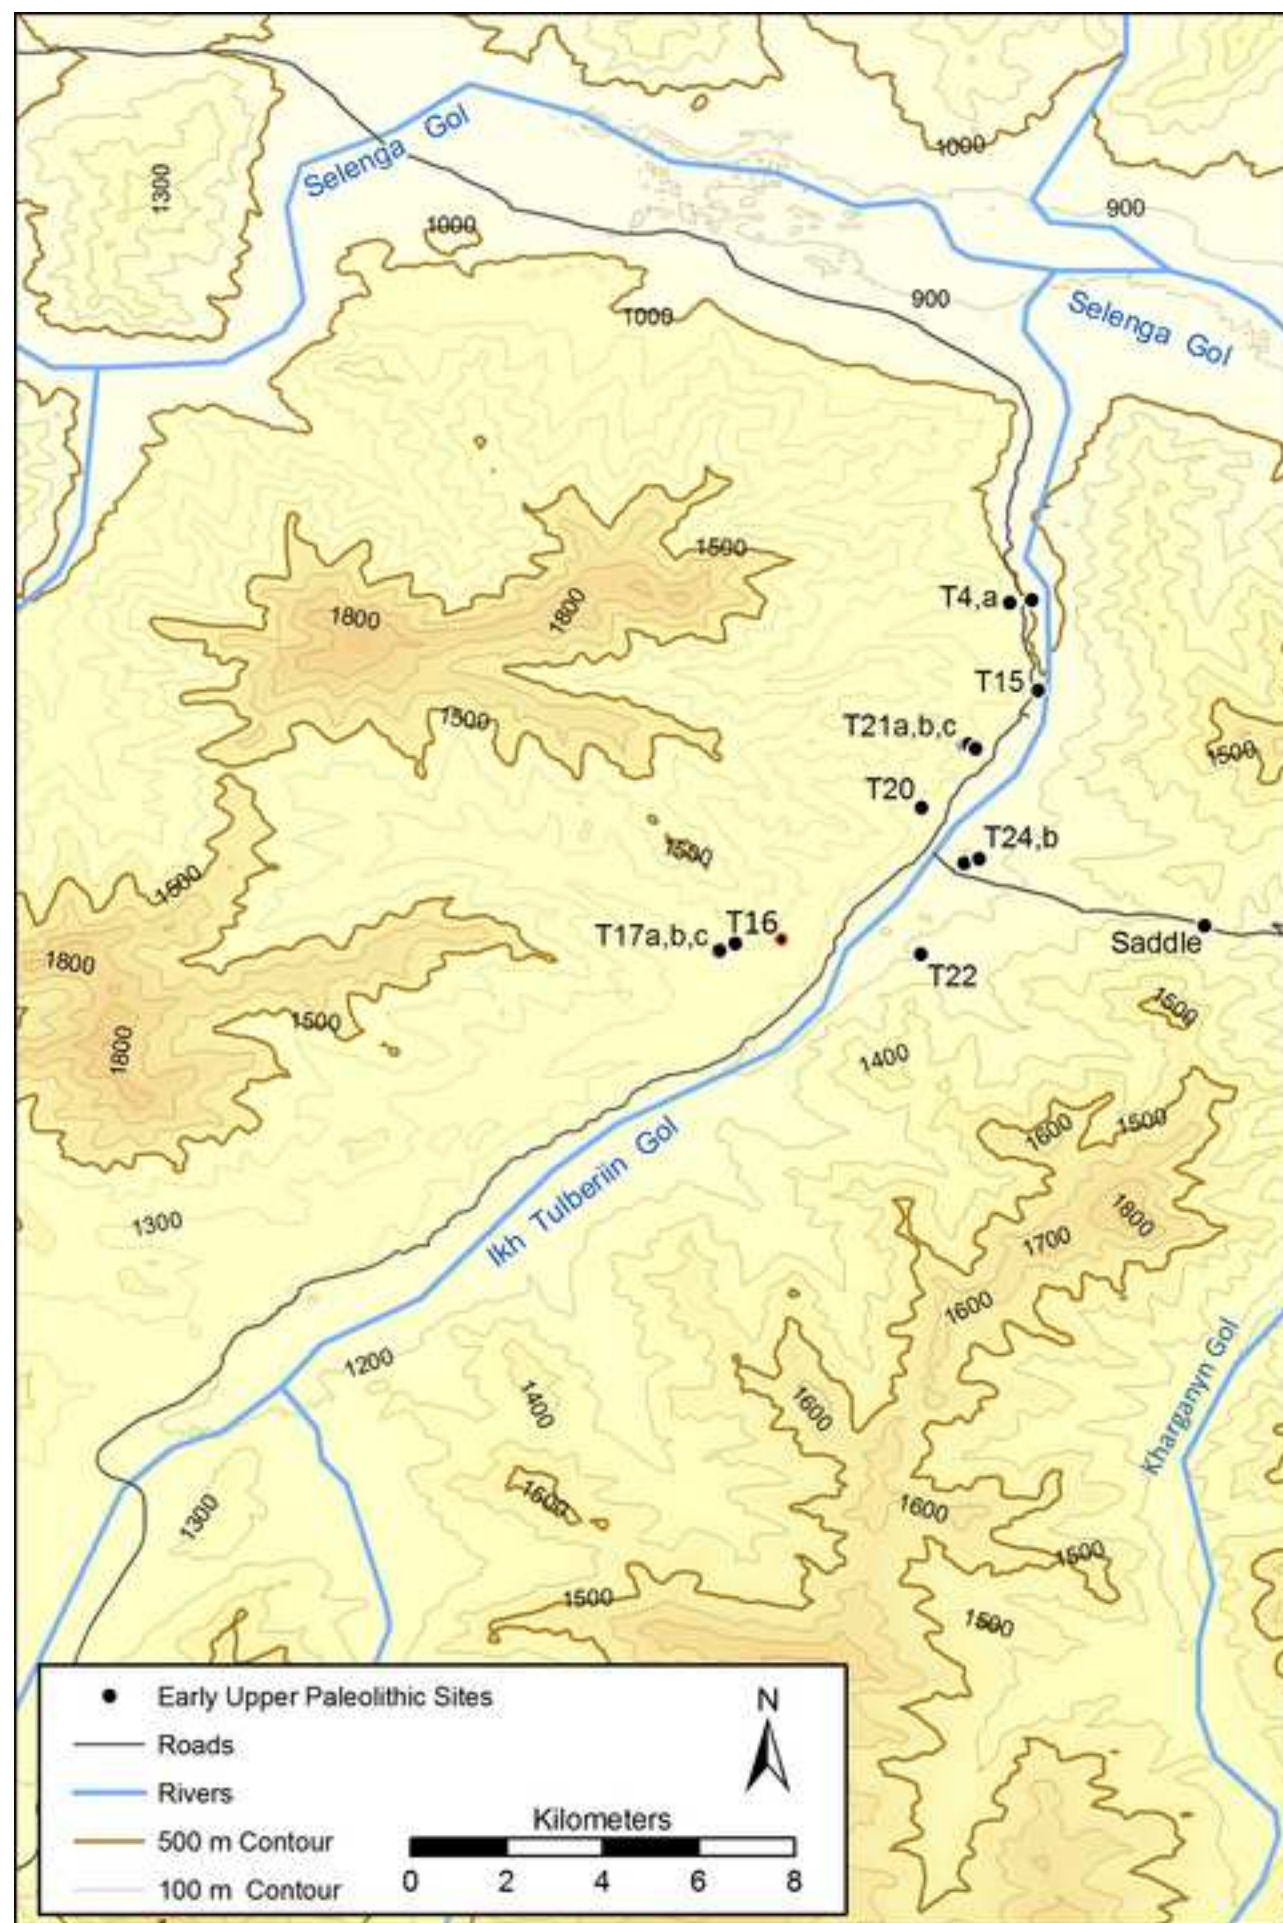 1300
Selenga Gol
1000
1000
900
1000
900
Selenga Gol
1500
1800
1800
T4,a
T15
1500
T21a,b,c
1500
T20
1500
T24,b
1500
T16
T17a,b,c
Saddle
1800
T22
1500
1500
1800
1400
1600
1500
Ikh Tulberiin Gol
1300
1800
1700
1600
1200
Kharganyn Gol
1400
1600
1600
1300
1600
1500
1500
1500
Early Upper Paleolithic Sites
N
Roads
Rivers
Kilometers
500 m Contour
100 m Contour
0 2 4 6 8